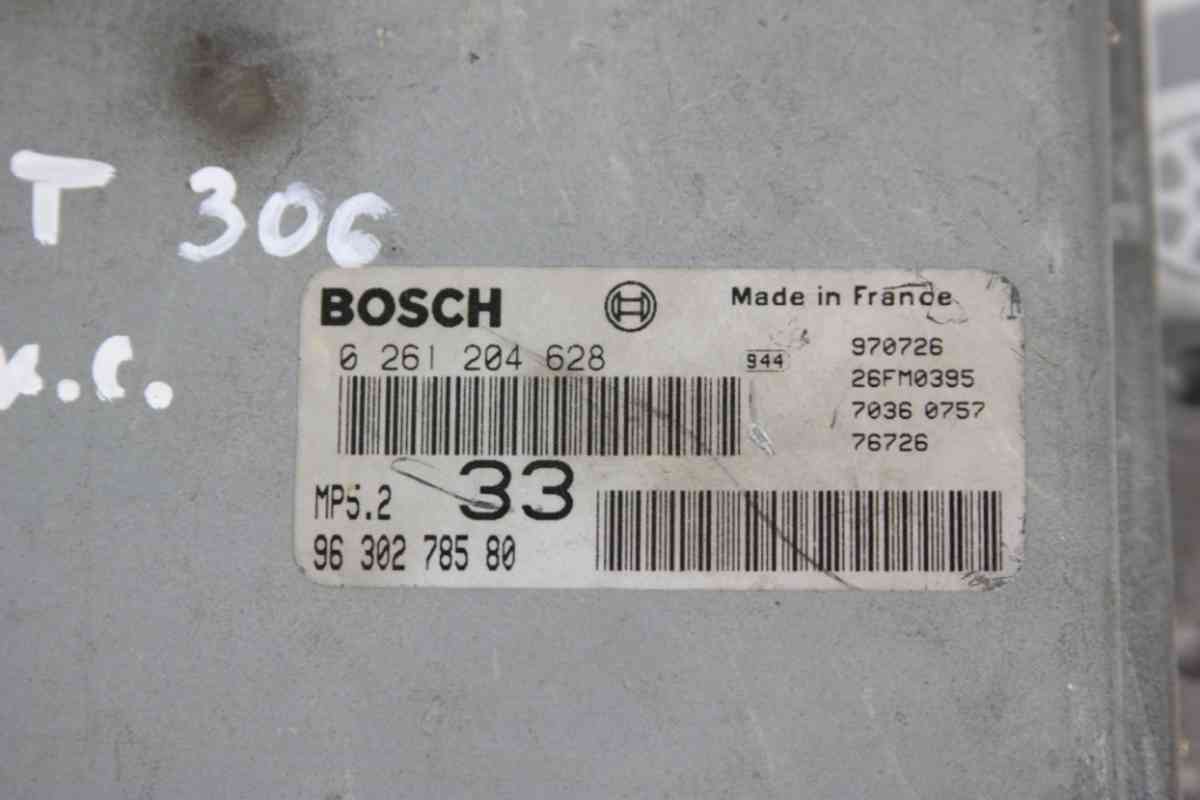 T 306
к.с.
BOSCH
Made in France
0 261 204 628
944
970726
26FM0395
7036 0757
76726
MP5.2
33
96 302 785 80